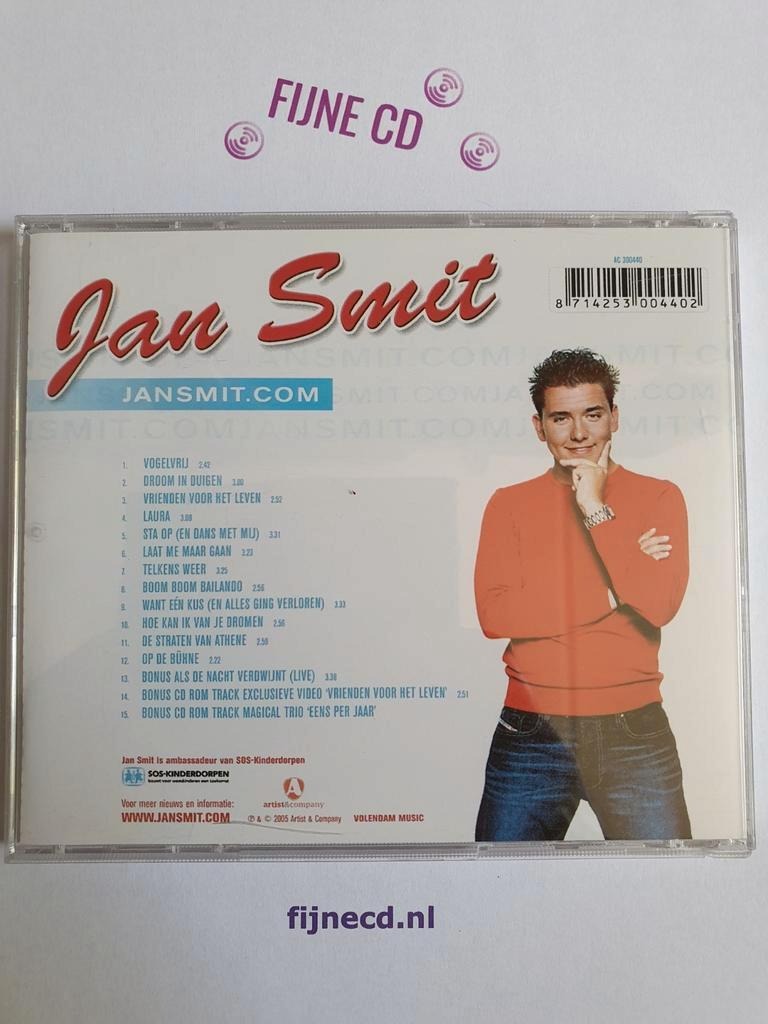 FIJNE CD
Jan Smit
AC 300440
8 714253 004402
JANSMIT.COM
1. VOGELVRIJ 2.42
2. DROOM IN DUIGEN 3.00
3. VRIENDEN VOOR HET LEVEN 2.52
4. LAURA 3.08
5. STA OP (EN DANS MET MIJ) 3.31
6. LAAT ME MAAR GAAN 3.23
7. TELKENS WEER 3.25
8. BOOM BOOM BAILANDO 2.56
9. WANT EÉN KUS (EN ALLES GING VERLOREN) 3.33
10. HOE KAN IK VAN JE DROMEN 2.56
11. DE STRATEN VAN ATHENE 2.59
12. OP DE BÜHNE 2.22
13. BONUS ALS DE NACHT VERDWIJNT (LIVE) 3.38
14. BONUS CD ROM TRACK EXCLUSIEVE VIDEO 'VRIENDEN VOOR HET LEVEN' 2.51
15. BONUS CD ROM TRACK MAGICAL TRIO 'EENS PER JAAR'
Jan Smit is ambassadeur van SOS-Kinderdorpen
SOS-KINDERDORPEN
A
artist&company
Voor meer nieuws en informatie:
WWW.JANSMIT.COM
℗ & © 2005 Artist & Company
VOLENDAM MUSIC
fijnecd.nl